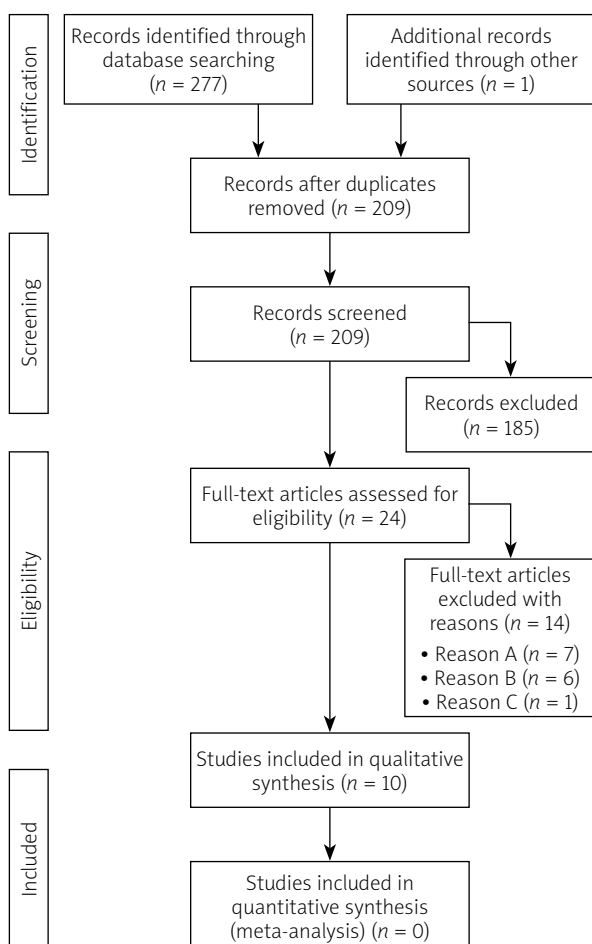 Identification
Records identified through
database searching
(n = 277)
Additional records
identified through other
sources (n = 1)
Records after duplicates
removed (n = 209)
Screening
Records screened
(n = 209)
Records excluded
(n = 185)
Eligibility
Full-text articles assessed for
eligibility (n = 24)
Full-text articles
excluded with
reasons (n = 14)
• Reason A (n = 7)
• Reason B (n = 6)
• Reason C (n = 1)
Studies included in qualitative
synthesis (n = 10)
Included
Studies included in
quantitative synthesis
(meta-analysis) (n = 0)